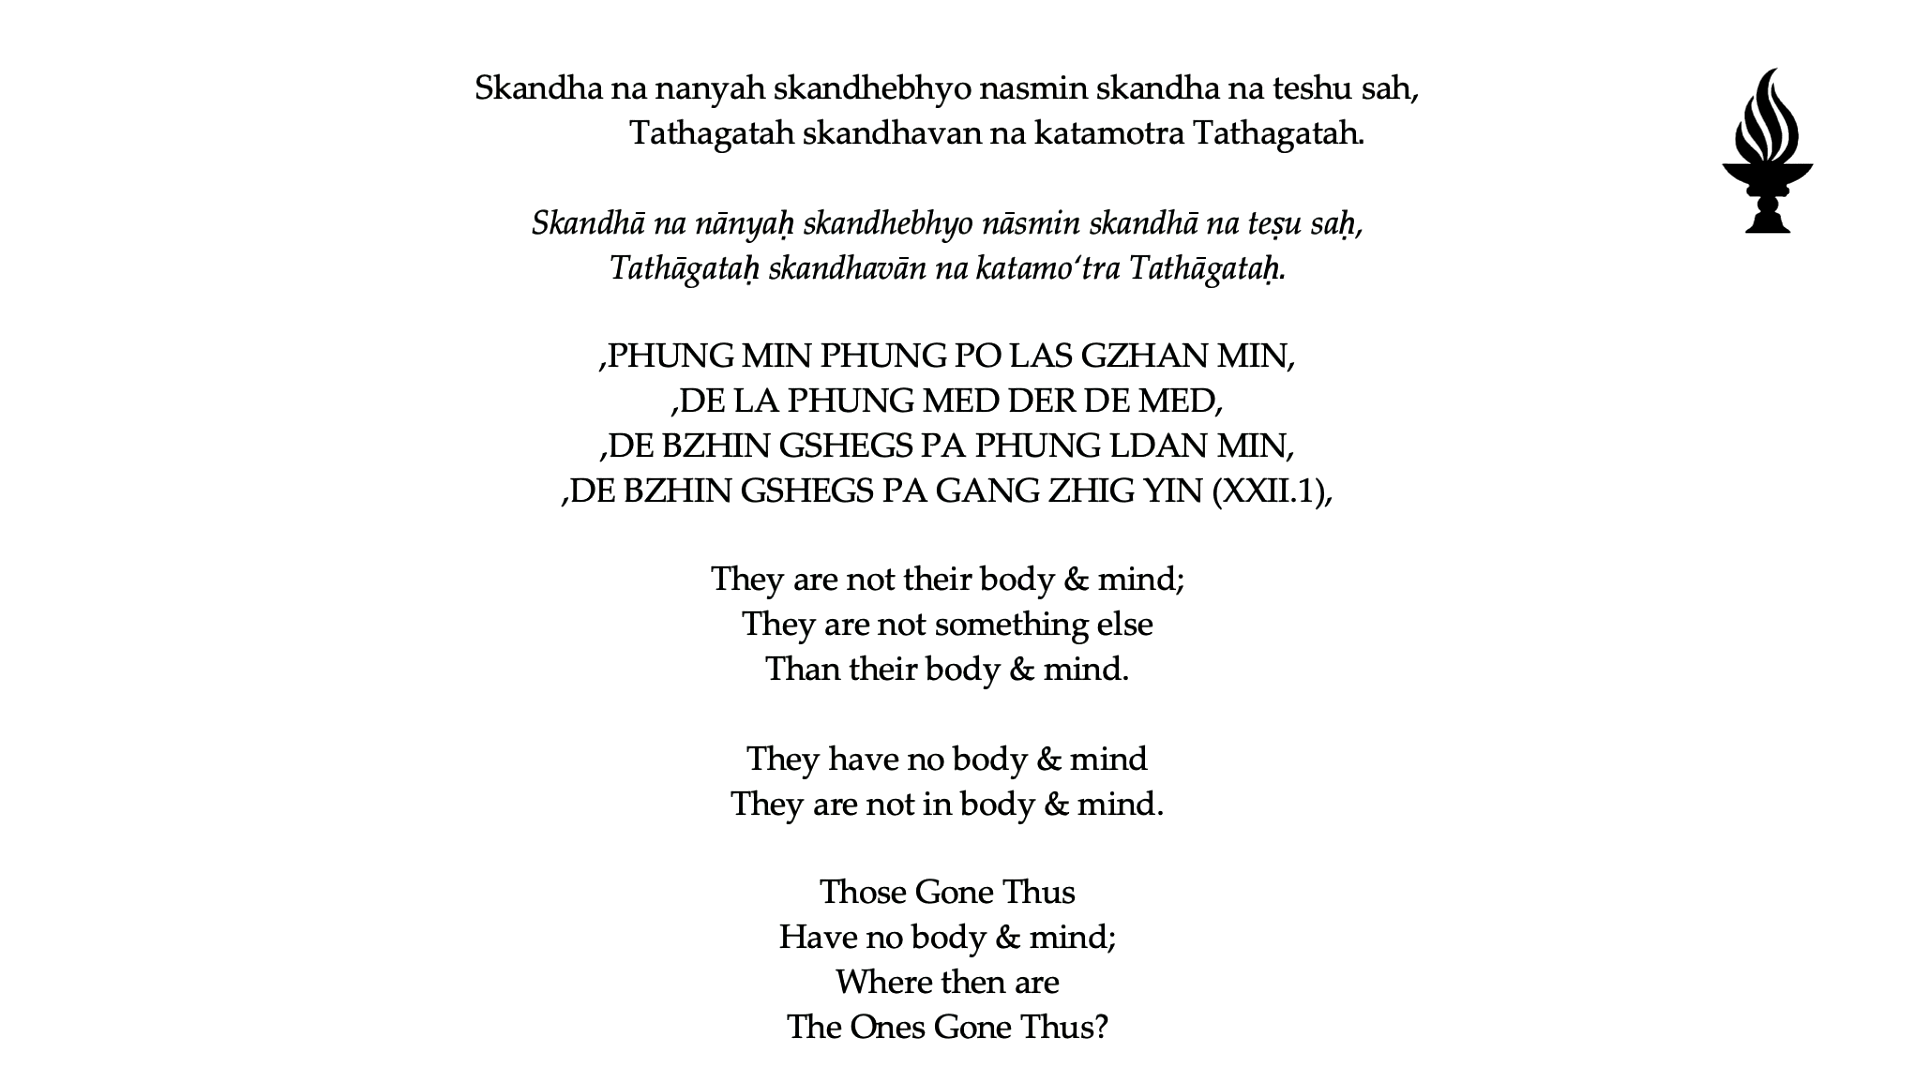 Skandha na nanyah skandhebhyo nasmin skandha na teshu sah,
Tathagatah skandhavan na katamotra Tathagatah.
Skandhā na nānyaḥ skandhebhyo nāsmin skandhā na teṣu saḥ,
Tathāgataḥ skandhavān na katamo‘tra Tathāgataḥ.
,PHUNG MIN PHUNG PO LAS GZHAN MIN,
,DE LA PHUNG MED DER DE MED,
,DE BZHIN GSHEGS PA PHUNG LDAN MIN,
,DE BZHIN GSHEGS PA GANG ZHIG YIN (XXII.1),
They are not their body & mind;
They are not something else
Than their body & mind.
They have no body & mind
They are not in body & mind.
Those Gone Thus
Have no body & mind;
Where then are
The Ones Gone Thus?